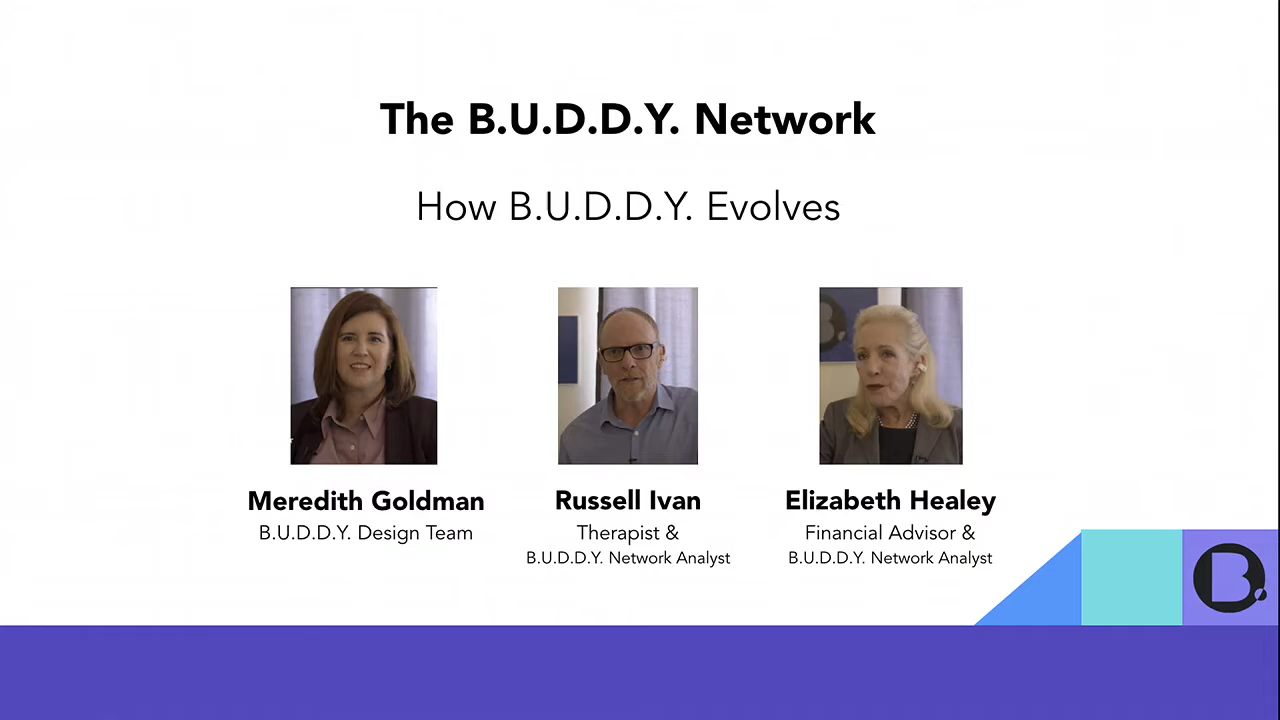 The B.U.D.D.Y. Network
How B.U.D.D.Y. Evolves
Meredith Goldman
B.U.D.D.Y. Design Team
Russell Ivan
Therapist &
B.U.D.D.Y. Network Analyst
Elizabeth Healey
Financial Advisor &
B.U.D.D.Y. Network Analyst
B.